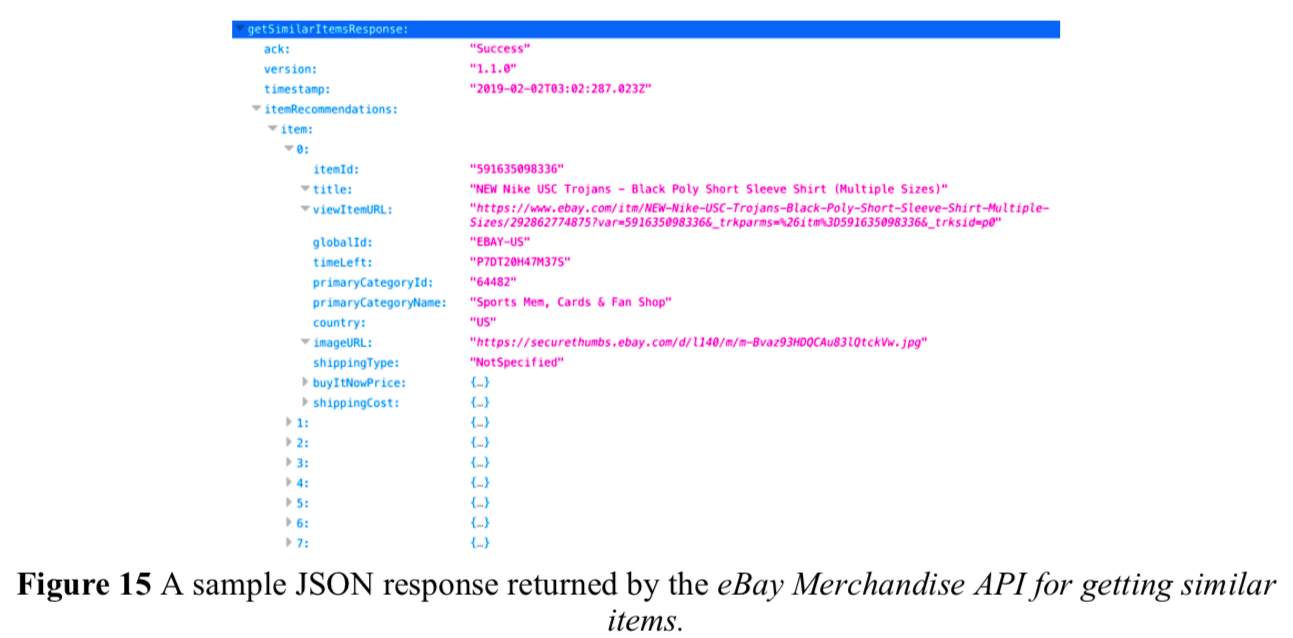 getSimilarItemsResponse:
ack: "Success"
version: "1.1.0"
timestamp: "2019-02-02T03:02:287.023Z"
itemRecommendations:
item:
0:
itemId: "591635098336"
title: "NEW Nike USC Trojans - Black Poly Short Sleeve Shirt (Multiple Sizes)"
viewItemURL: "https://www.ebay.com/itm/NEW-Nike-USC-Trojans-Black-Poly-Short-Sleeve-Shirt-Multiple-
Sizes/292862774875?var=591635098336&_trkparms=%26itm%3D591635098336&_trksid=p0"
globalId: "EBAY-US"
timeLeft: "P7DT20H47M37S"
primaryCategoryId: "64482"
primaryCategoryName: "Sports Mem, Cards & Fan Shop"
country: "US"
imageURL: "https://securethumbs.ebay.com/d/l140/m/m-Bvaz93HDQCAu83lQtckVw.jpg"
shippingType: "NotSpecified"
buyItNowPrice: {…}
shippingCost: {…}
1: {…}
2: {…}
3: {…}
4: {…}
5: {…}
6: {…}
7: {…}
Figure 15 A sample JSON response returned by the eBay Merchandise API for getting similar
items.